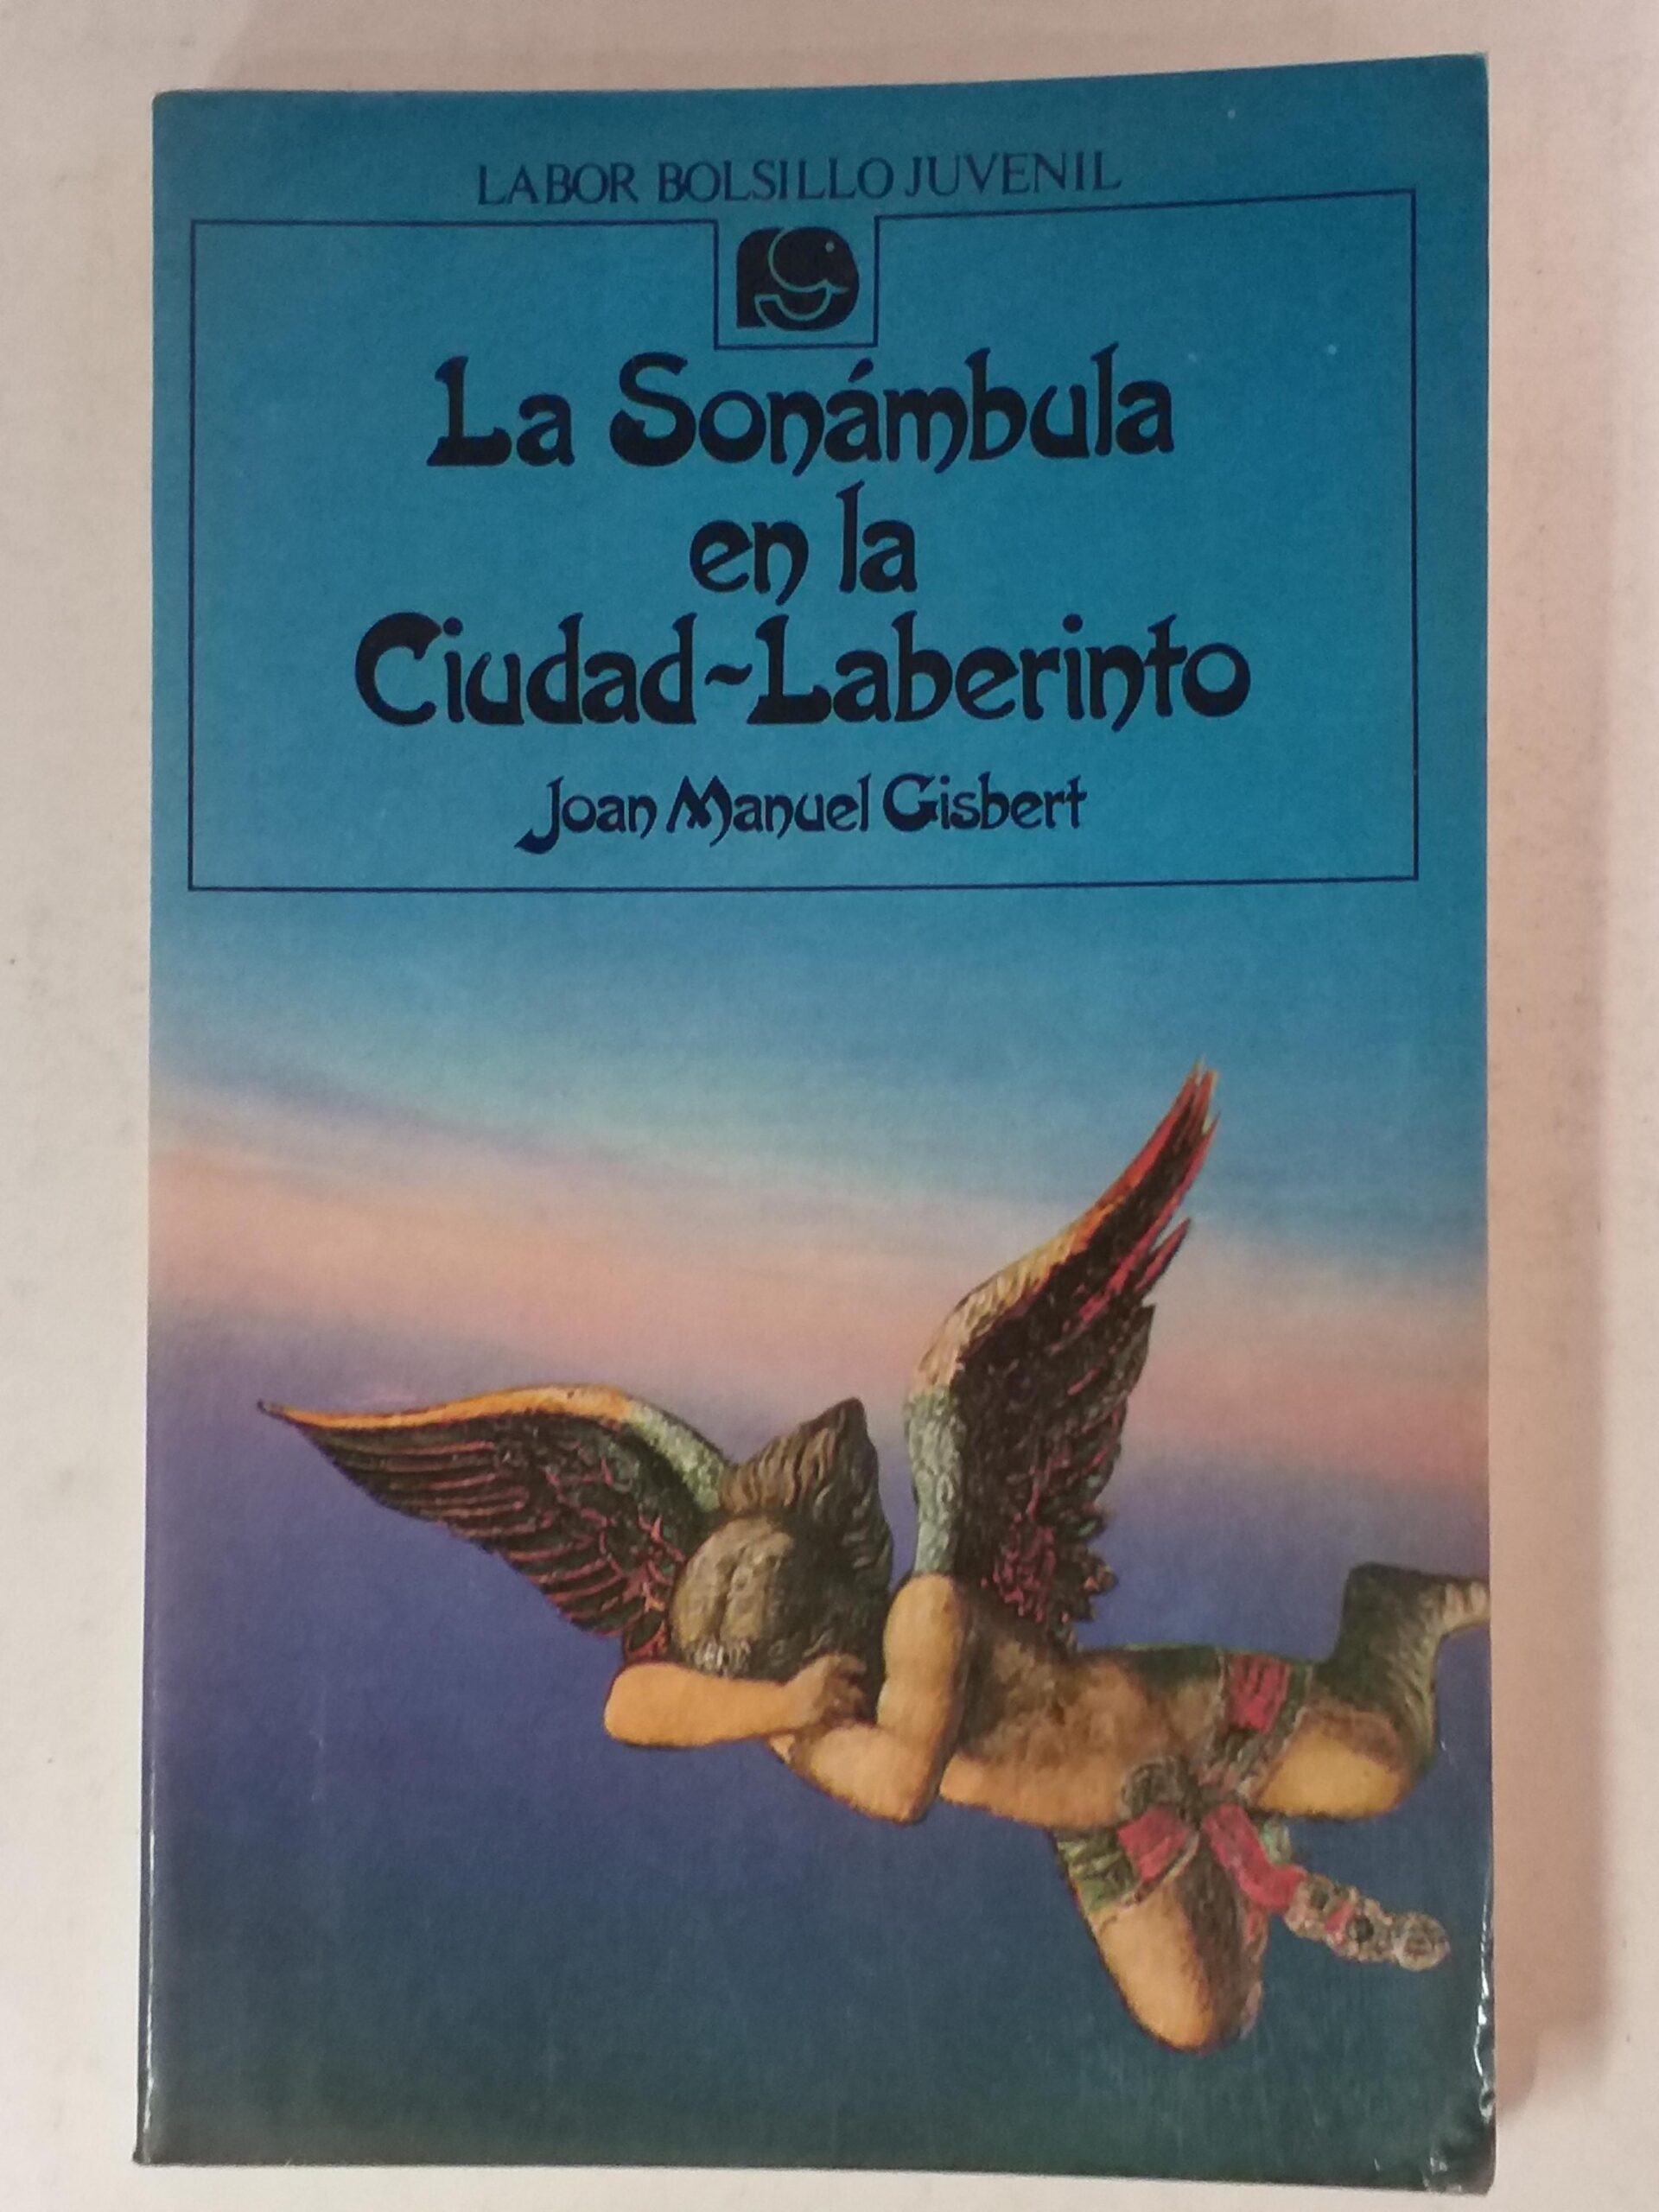 LABOR BOLSILLO JUVENIL
La Sonámbula
en la
Ciudad-Laberinto
Joan Manuel Gisbert